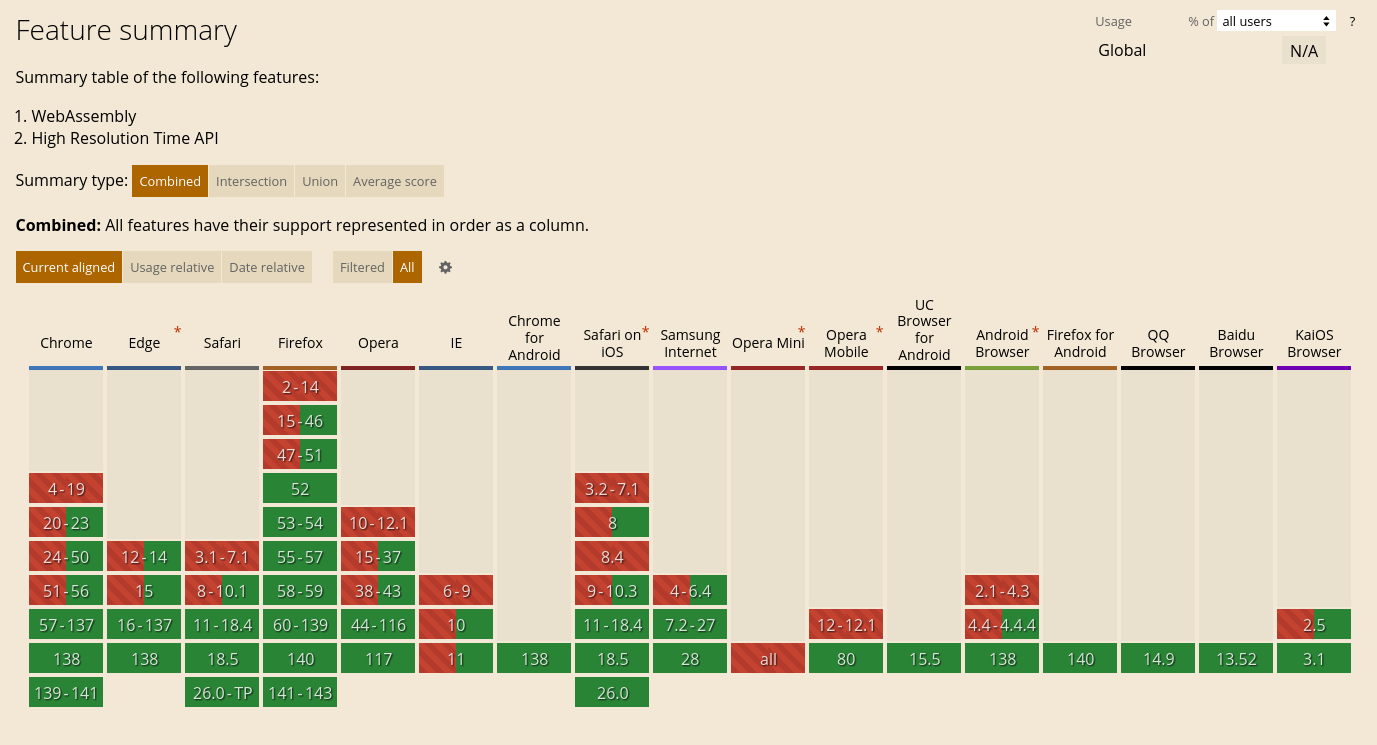 Feature summary
Usage % of all users ?
Global N/A
Summary table of the following features:
1. WebAssembly
2. High Resolution Time API
Summary type: Combined Intersection Union Average score
Combined: All features have their support represented in order as a column.
Current aligned Usage relative Date relative Filtered All
Chrome
Edge *
Safari
Firefox
Opera
IE
Chrome
for
Android
Safari on *
iOS
Samsung
Internet
Opera Mini *
Opera *
Mobile
UC
Browser
for
Android
Android *
Browser
Firefox for
Android
QQ
Browser
Baidu
Browser
KaiOS
Browser
2-14
15-46
47-51
4-19 52 3.2-7.1
20-23 53-54 10-12.1 8
24-50 12-14 3.1-7.1 55-57 15-37 8.4
51-56 15 8-10.1 58-59 38-43 6-9 9-10.3 4-6.4 2.1-4.3
57-137 16-137 11-18.4 60-139 44-116 10 11-18.4 7.2-27 12-12.1 4.4-4.4.4 2.5
138 138 18.5 140 117 11 138 18.5 28 all 80 15.5 138 140 14.9 13.52 3.1
139-141 26.0-TP 141-143 26.0